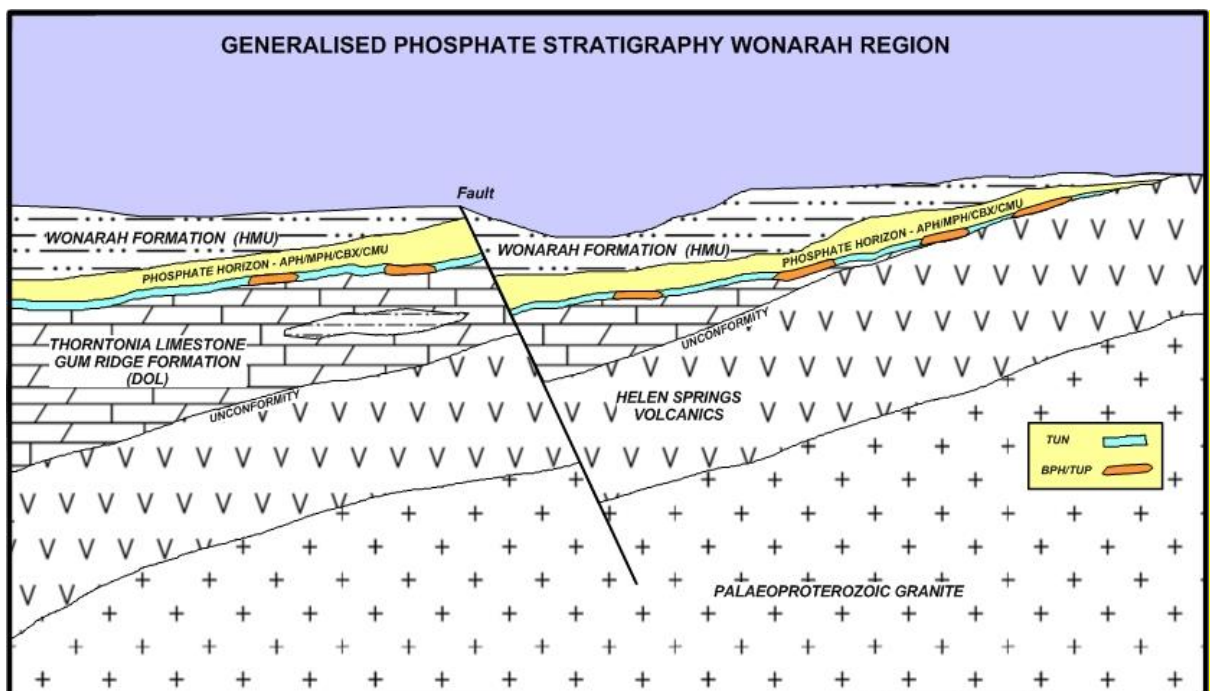 GENERALISED PHOSPHATE STRATIGRAPHY WONARAH REGION
Fault
WONARAH FORMATION (HMU)
WONARAH FORMATION (HMU)
PHOSPHATE HORIZON - APH/MPH/CBX/CMU
PHOSPHATE HORIZON - APH/MPH/CBX/CMU
THORNTONIA LIMESTONE
GUM RIDGE FORMATION
(DOL)
UNCONFORMITY
UNCONFORMITY
HELEN SPRINGS
VOLCANICS
TUN
BPH/TUP
PALAEOPROTEROZOIC GRANITE